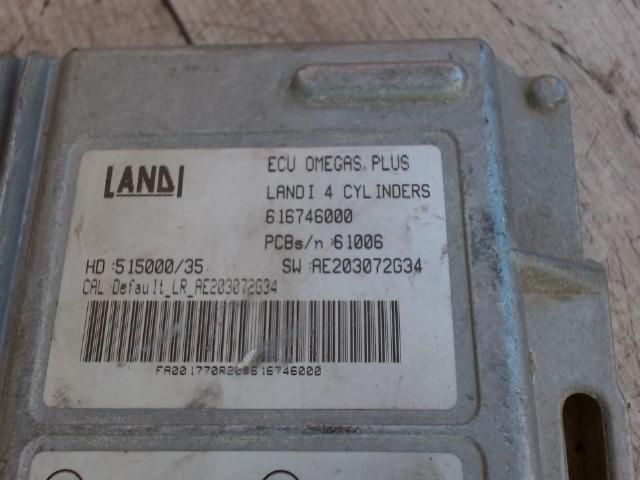 LANDI
ECU OMEGAS PLUS
LANDI 4 CYLINDERS
616746000
PCBs/n :61006
HD :515000/35 SW :AE203072G34
CAL :Default_LR_AE203072G34